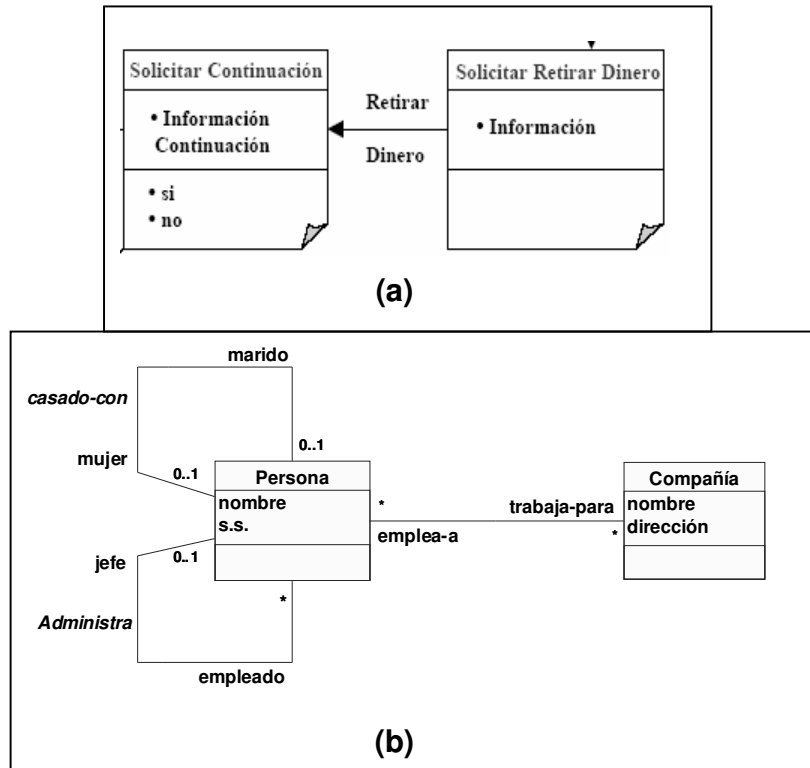 Solicitar Continuación
• Información
Continuación
• si
• no
Retirar
Dinero
Solicitar Retirar Dinero
• Información
(a)
marido
casado-con
mujer
0..1
0..1
Persona
nombre
s.s.
*
emplea-a
trabaja-para
*
Compañía
nombre
dirección
jefe
0..1
*
Administra
empleado
(b)